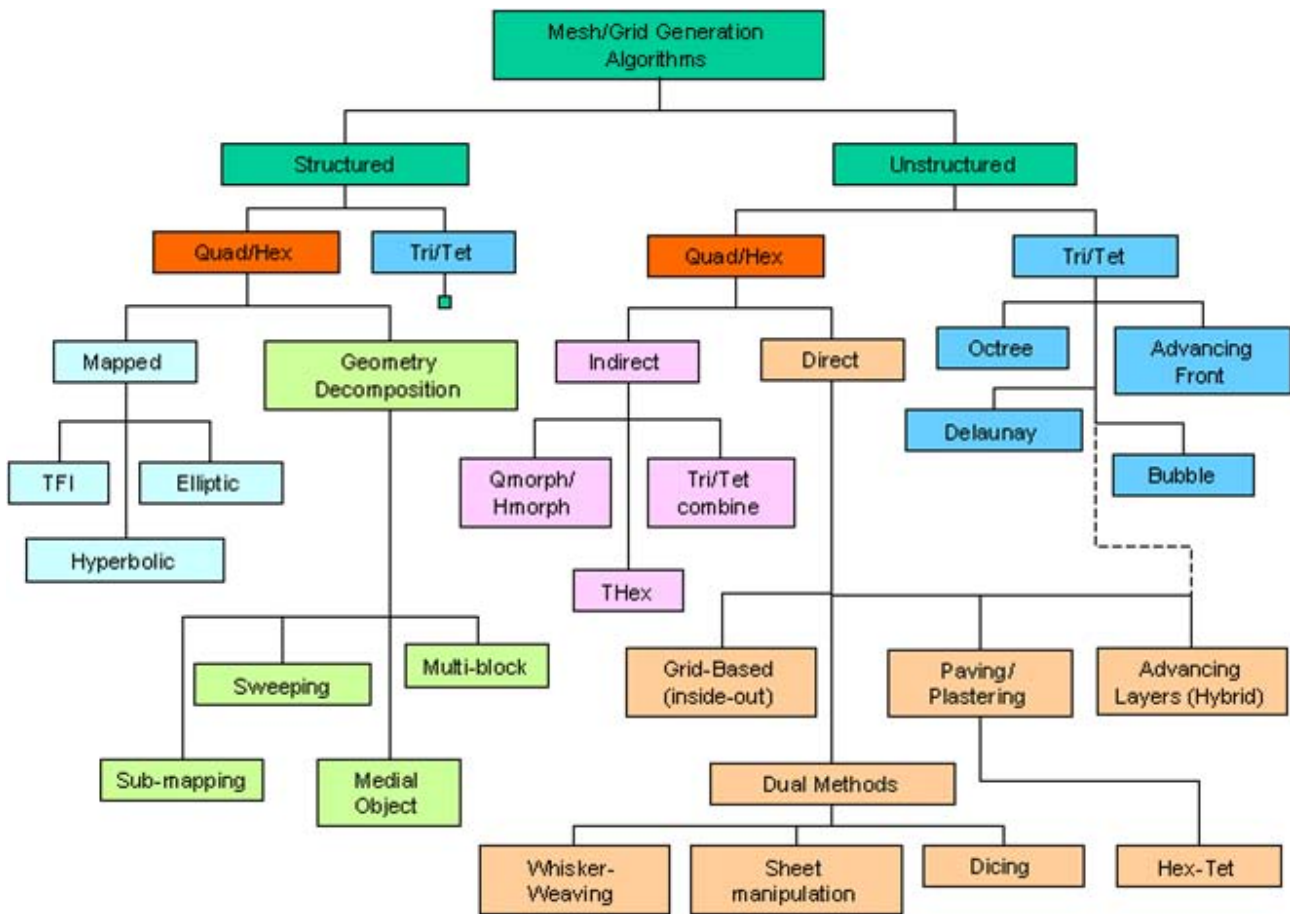 Mesh/Grid Generation
Algorithms
Structured
Unstructured
Quad/Hex
Tri/Tet
Quad/Hex
Tri/Tet
Mapped
Geometry
Decomposition
Indirect
Direct
Octree
Advancing
Front
Delaunay
Bubble
TFI
Elliptic
Hyperbolic
Qmorph/
Hmorph
Tri/Tet
combine
THex
Sweeping
Multi-block
Sub-mapping
Medial
Object
Grid-Based
(inside-out)
Paving/
Plastering
Advancing
Layers (Hybrid)
Dual Methods
Whisker-
Weaving
Sheet
manipulation
Dicing
Hex-Tet